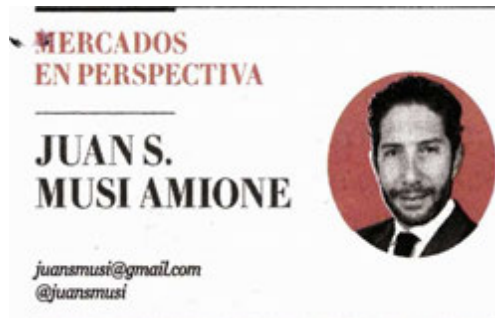 MERCADOS
EN PERSPECTIVA
JUAN S.
MUSI AMIONE
juansmusi@gmail.com
@juansmusi